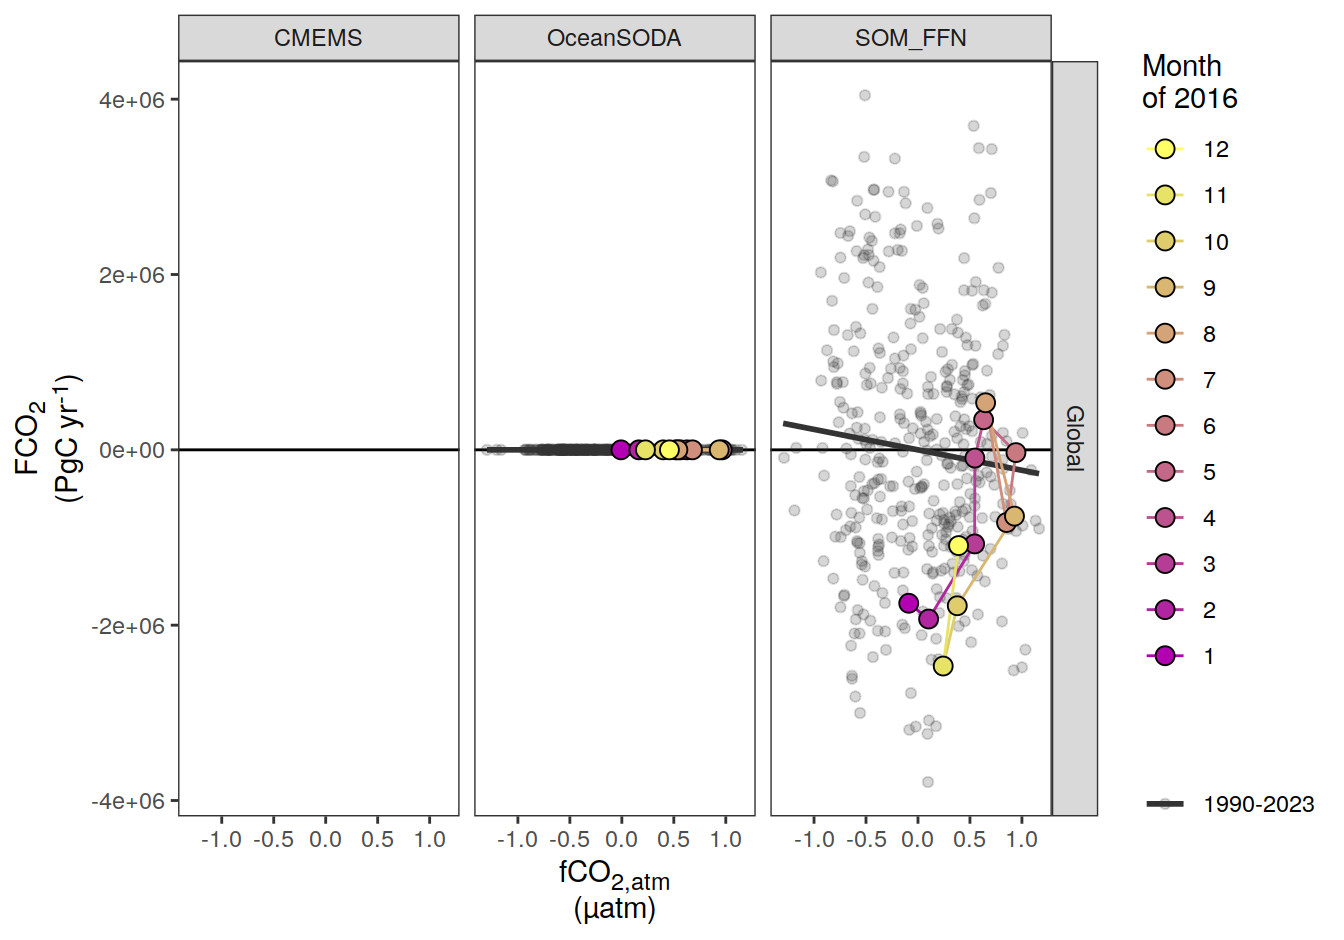 CMEMS
OceanSODA
SOM_FFN
Global
FCO2
(PgC yr-1)
4e+06
2e+06
0e+00
-2e+06
-4e+06
-1.0 -0.5 0.0 0.5 1.0
-1.0 -0.5 0.0 0.5 1.0
-1.0 -0.5 0.0 0.5 1.0
fCO2,atm
(µatm)
Month
of 2016
12
11
10
9
8
7
6
5
4
3
2
1
1990-2023